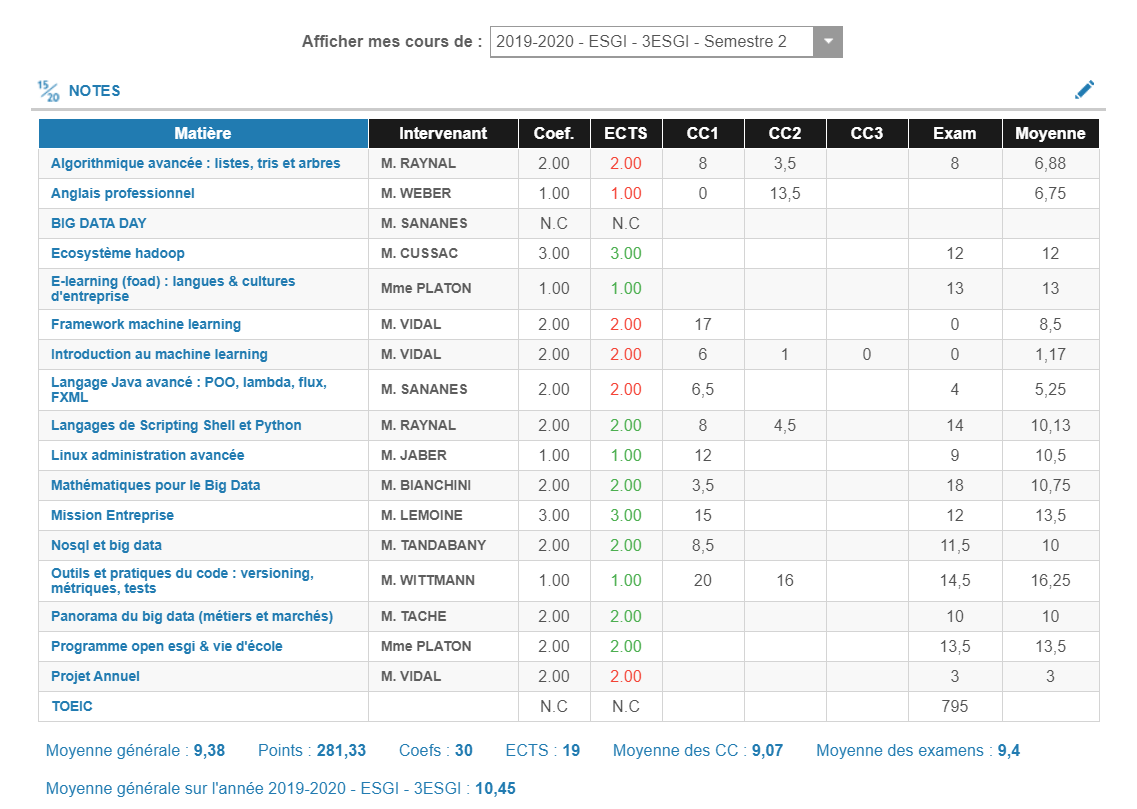 Afficher mes cours de : 2019-2020 - ESGI - 3ESGI - Semestre 2
15/20 NOTES
Matière Intervenant Coef. ECTS CC1 CC2 CC3 Exam Moyenne
Algorithmique avancée : listes, tris et arbres M. RAYNAL 2.00 2.00 8 3,5 8 6,88
Anglais professionnel M. WEBER 1.00 1.00 0 13,5 6,75
BIG DATA DAY M. SANANES N.C N.C
Ecosystème hadoop M. CUSSAC 3.00 3.00 12 12
E-learning (foad) : langues & cultures
d'entreprise Mme PLATON 1.00 1.00 13 13
Framework machine learning M. VIDAL 2.00 2.00 17 0 8,5
Introduction au machine learning M. VIDAL 2.00 2.00 6 1 0 0 1,17
Langage Java avancé : POO, lambda, flux,
FXML M. SANANES 2.00 2.00 6,5 4 5,25
Langages de Scripting Shell et Python M. RAYNAL 2.00 2.00 8 4,5 14 10,13
Linux administration avancée M. JABER 1.00 1.00 12 9 10,5
Mathématiques pour le Big Data M. BIANCHINI 2.00 2.00 3,5 18 10,75
Mission Entreprise M. LEMOINE 3.00 3.00 15 12 13,5
Nosql et big data M. TANDABANY 2.00 2.00 8,5 11,5 10
Outils et pratiques du code : versioning,
métriques, tests M. WITTMANN 1.00 1.00 20 16 14,5 16,25
Panorama du big data (métiers et marchés) M. TACHE 2.00 2.00 10 10
Programme open esgi & vie d'école Mme PLATON 2.00 2.00 13,5 13,5
Projet Annuel M. VIDAL 2.00 2.00 3 3
TOEIC N.C N.C 795
Moyenne générale : 9,38 Points : 281,33 Coefs : 30 ECTS : 19 Moyenne des CC : 9,07 Moyenne des examens : 9,4
Moyenne générale sur l'année 2019-2020 - ESGI - 3ESGI : 10,45